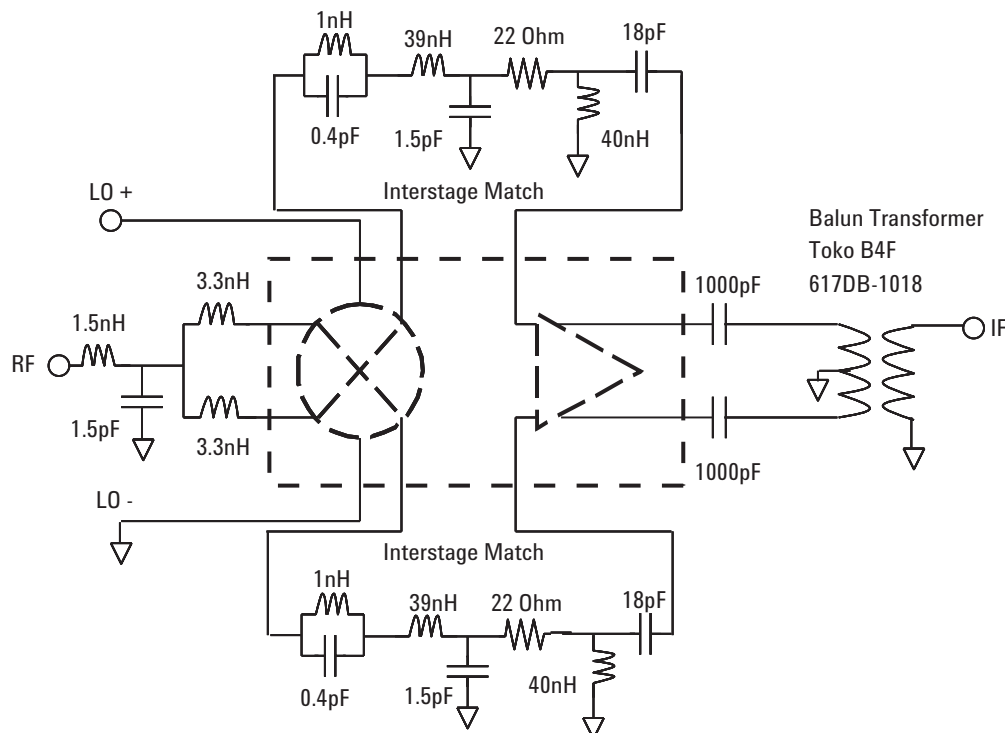 1nH
39nH
22 Ohm
18pF
0.4pF
1.5pF
40nH
Interstage Match
LO +
Balun Transformer
Toko B4F
617DB-1018
3.3nH
1000pF
1.5nH
RF
IF
1.5pF
3.3nH
1000pF
LO -
Interstage Match
1nH
39nH
22 Ohm
18pF
0.4pF
1.5pF
40nH